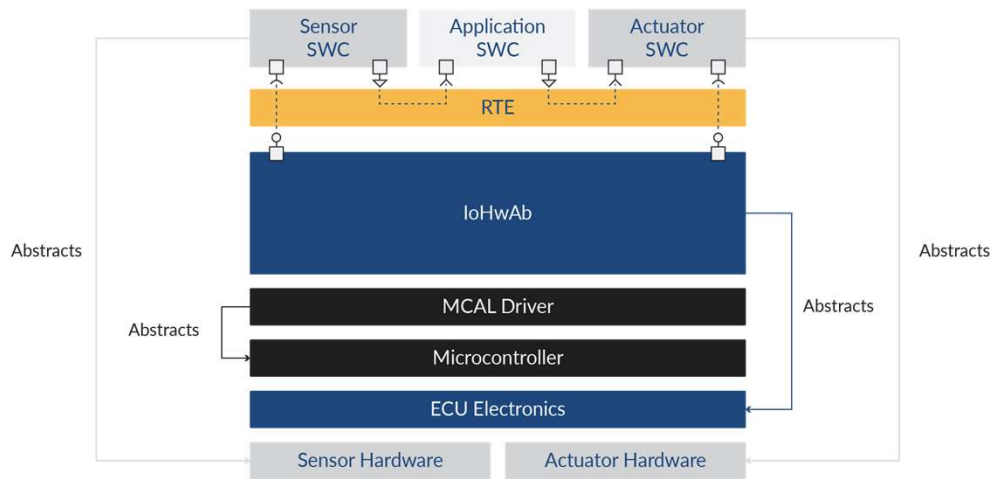 Sensor
SWC
Application
SWC
Actuator
SWC
RTE
IoHwAb
Abstracts
Abstracts
MCAL Driver
Abstracts
Abstracts
Microcontroller
ECU Electronics
Sensor Hardware
Actuator Hardware